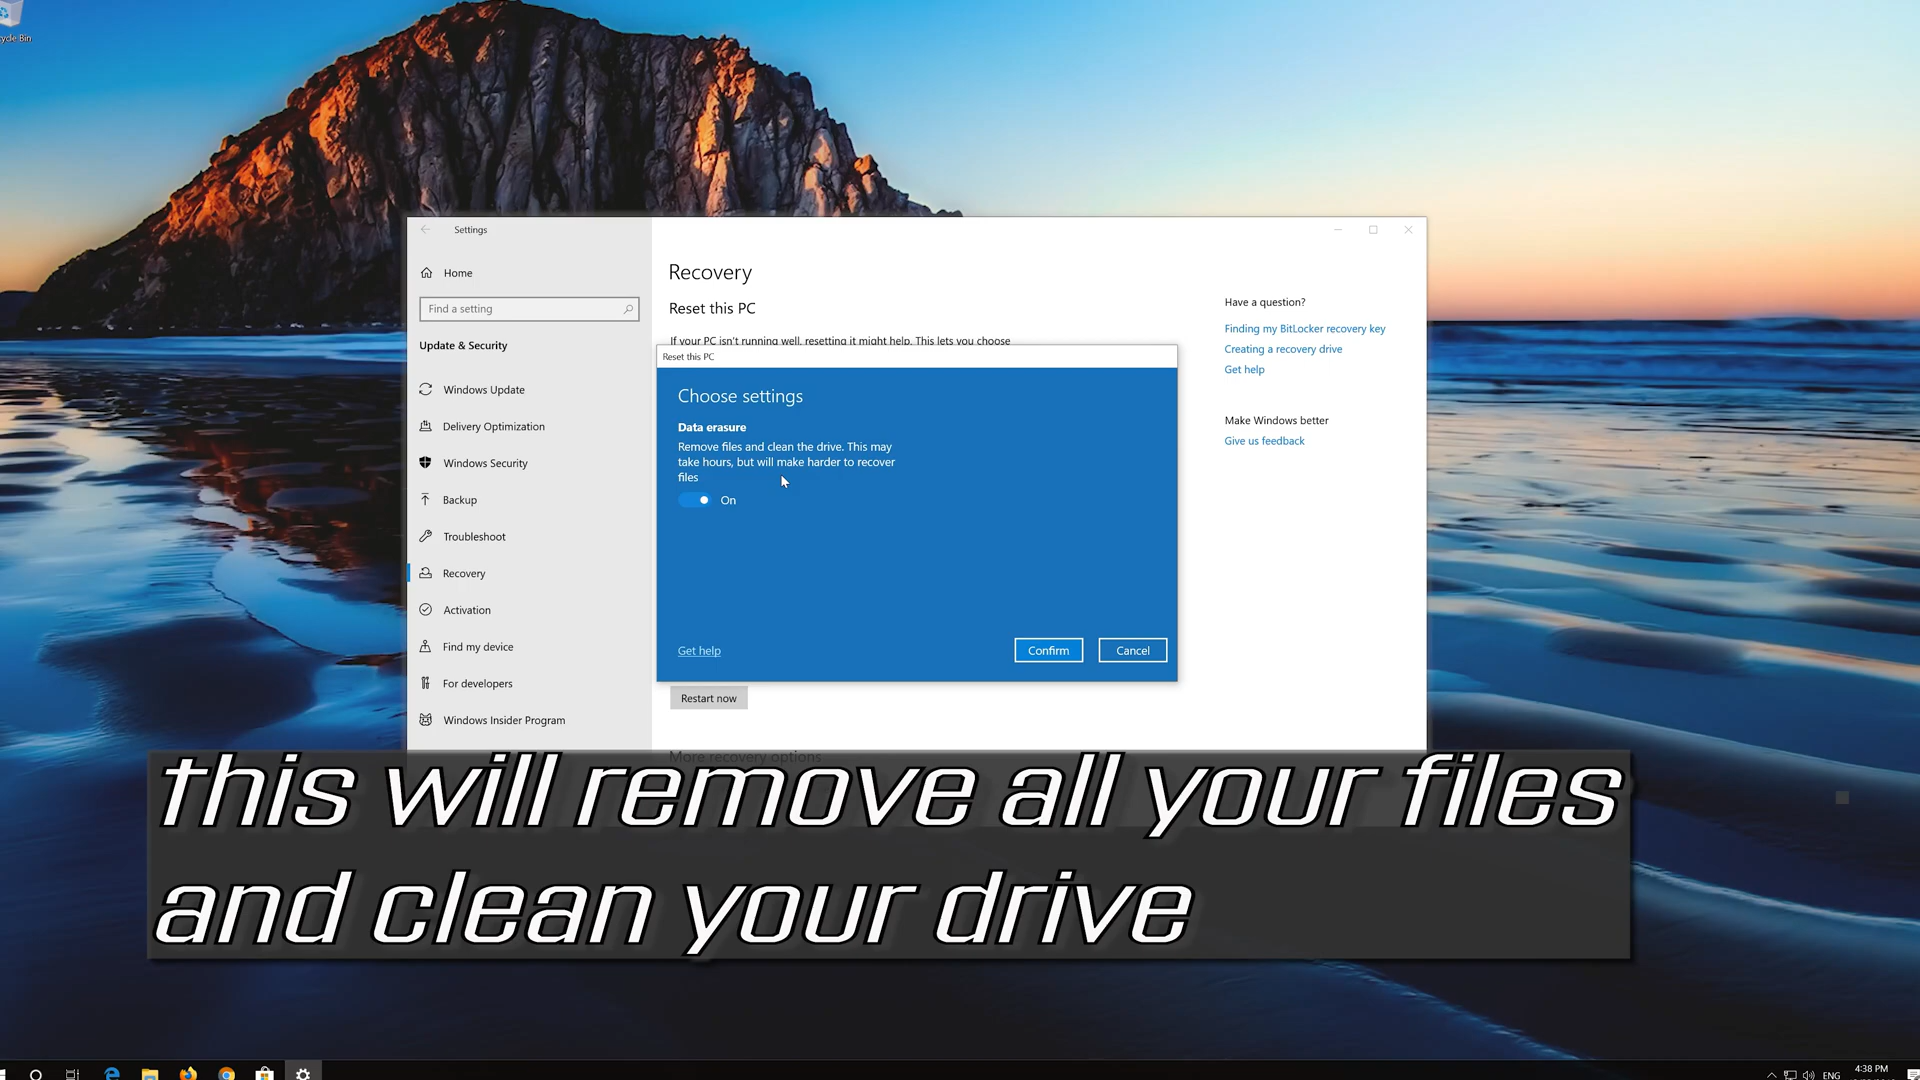 cycle Bin
Settings
Home
Find a setting
Update & Security
Windows Update
Delivery Optimization
Windows Security
Backup
Troubleshoot
Recovery
Activation
Find my device
For developers
Windows Insider Program
Recovery
Reset this PC
If your PC isn't running well, resetting it might help. This lets you choose
Reset this PC
Choose settings
Data erasure
Remove files and clean the drive. This may
take hours, but will make harder to recover
files
On
Get help
Confirm
Cancel
Restart now
More recovery options
Have a question?
Finding my BitLocker recovery key
Creating a recovery drive
Get help
Make Windows better
Give us feedback
this will remove all your files
and clean your drive
ENG
4:38 PM